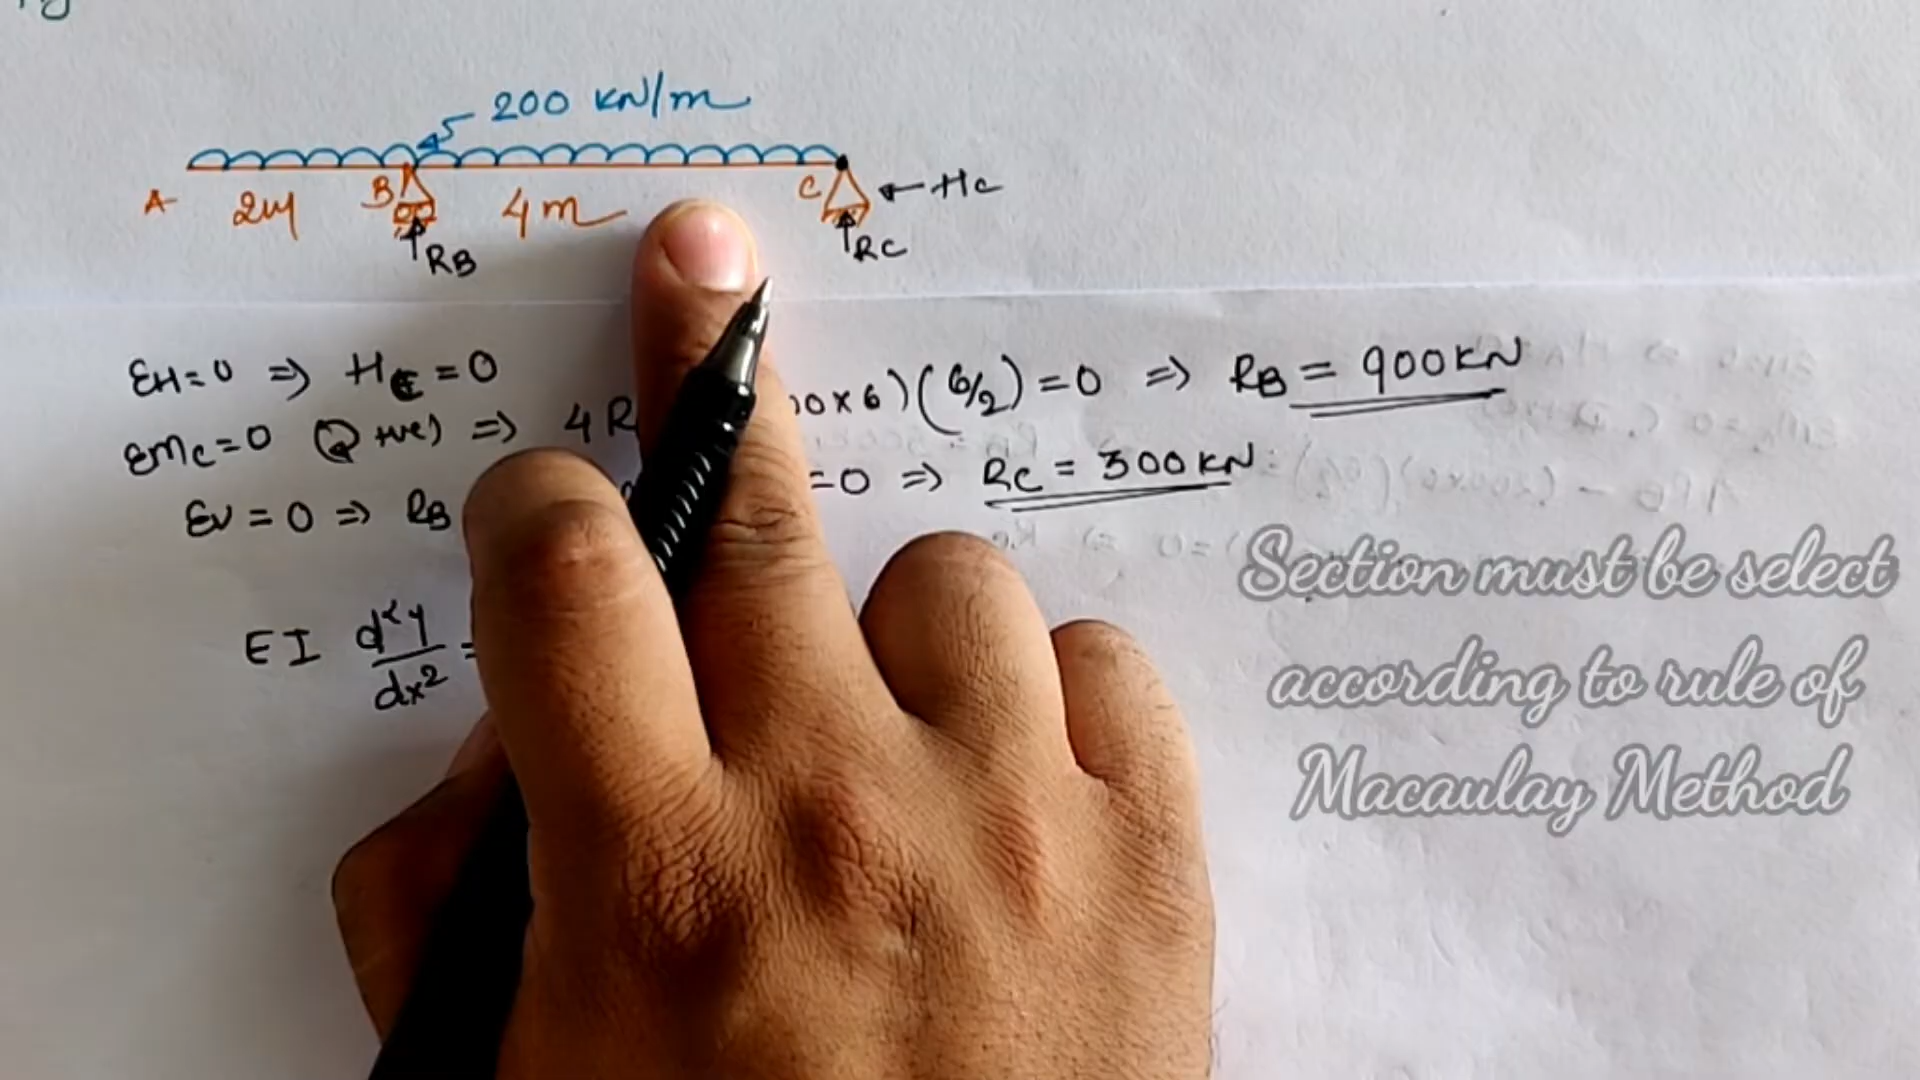 200 KN/m
A 2m B 4m C ← Hc
RB RC
ΣH=0 => Hc = 0
ΣMc=0 ( +ve) => 4R 0×6)(6/2) = 0 => RB = 900KN
ΣV = 0 => RB =0 => RC = 300KN
EI d²y/dx² =
Section must be select
according to rule of
Macaulay Method